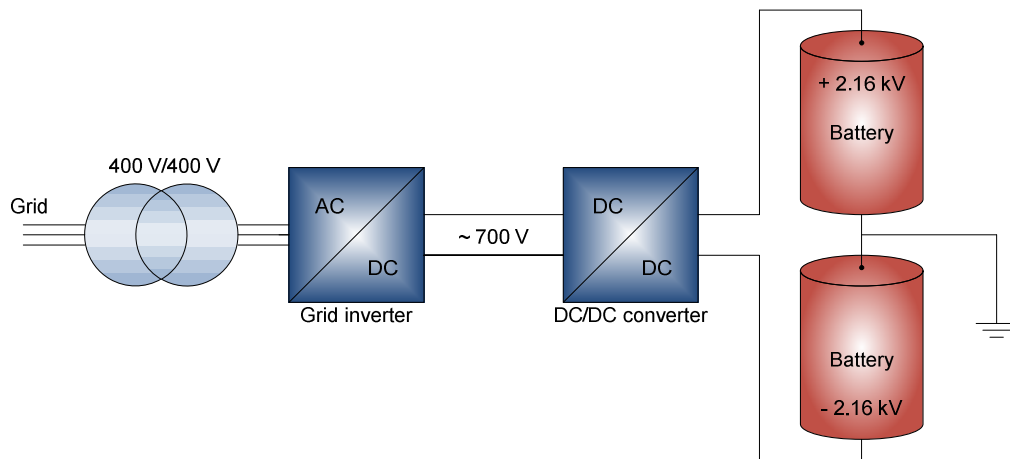 400 V/400 V
Grid
AC
DC
Grid inverter
~ 700 V
DC
DC
DC/DC converter
+ 2.16 kV
Battery
Battery
- 2.16 kV